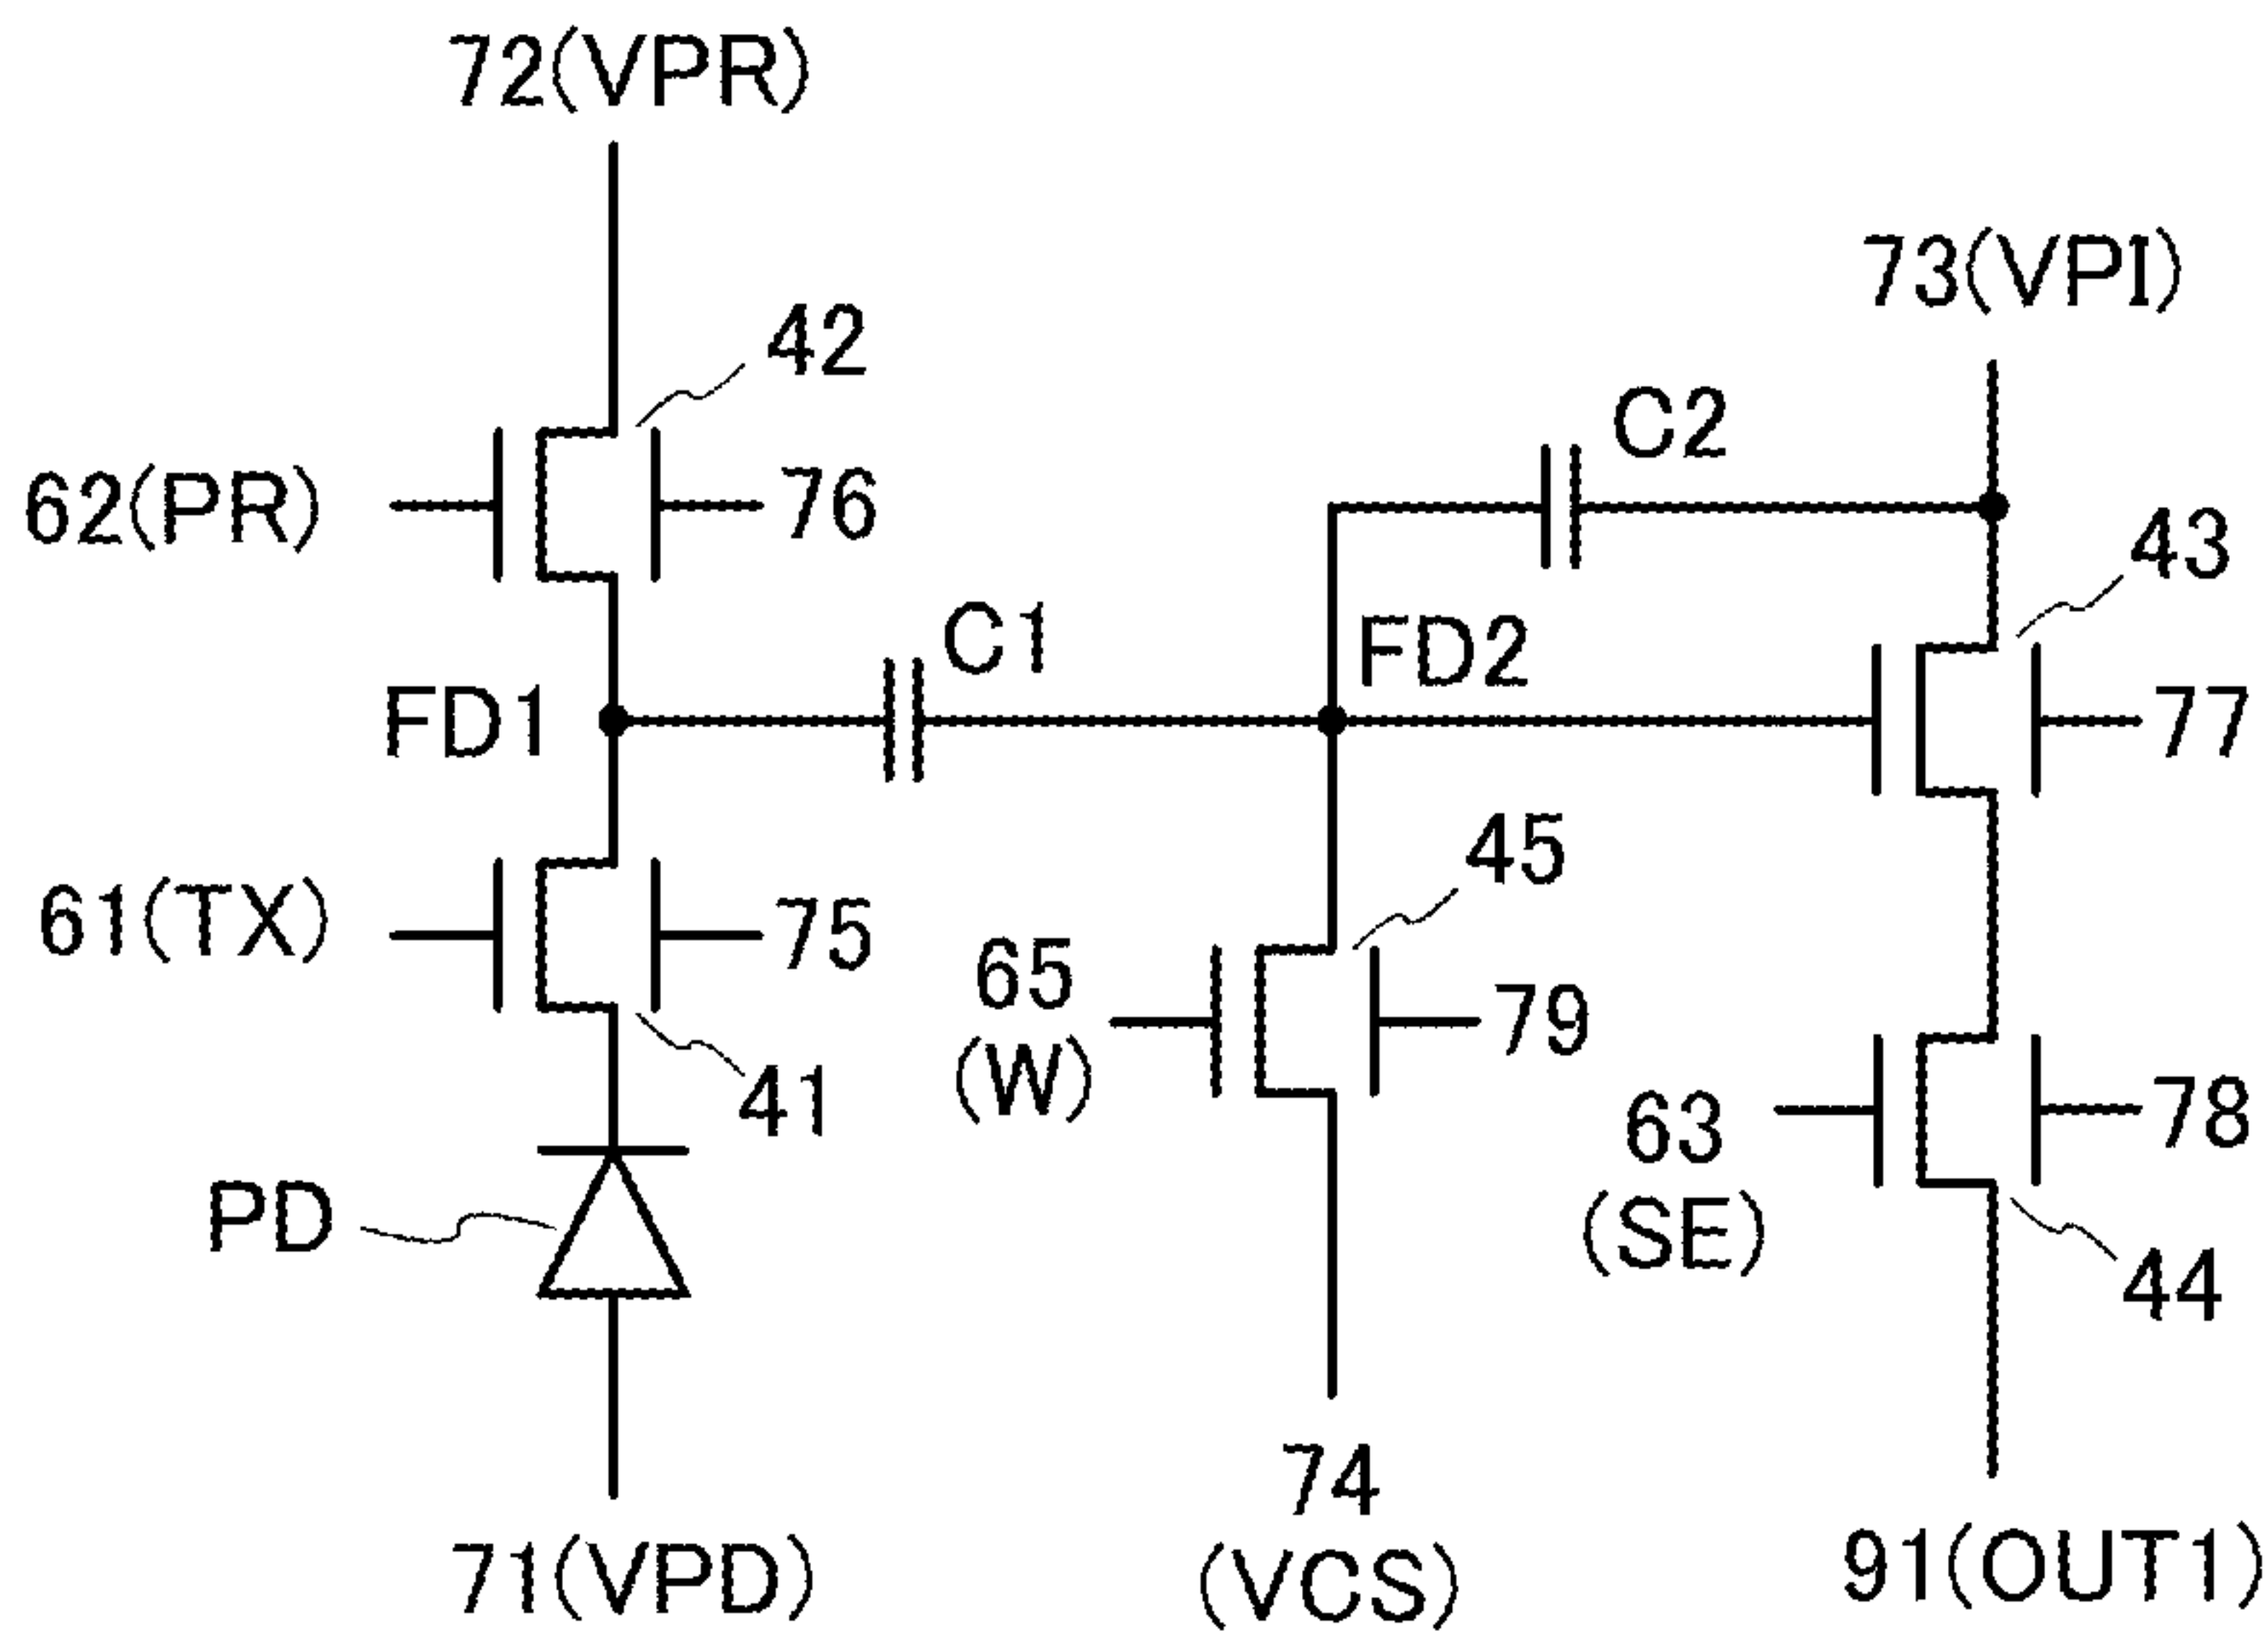 72(VPR)
73(VPI)
42
C2
62(PR)
76
43
C1
FD2
FD1
77
45
61(TX)
75
65
(W)
79
41
63
(SE)
78
PD
44
74
(VCS)
71(VPD)
91(OUT1)